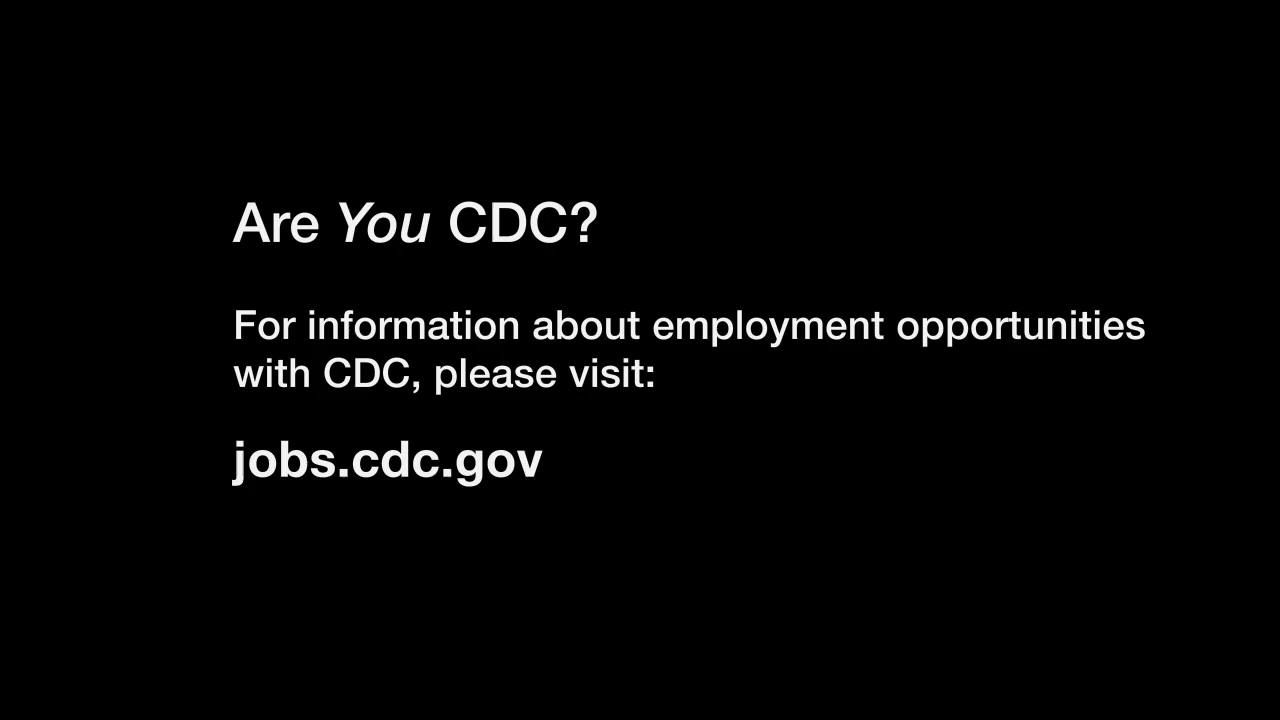 Are You CDC?
For information about employment opportunities
with CDC, please visit:
jobs.cdc.gov